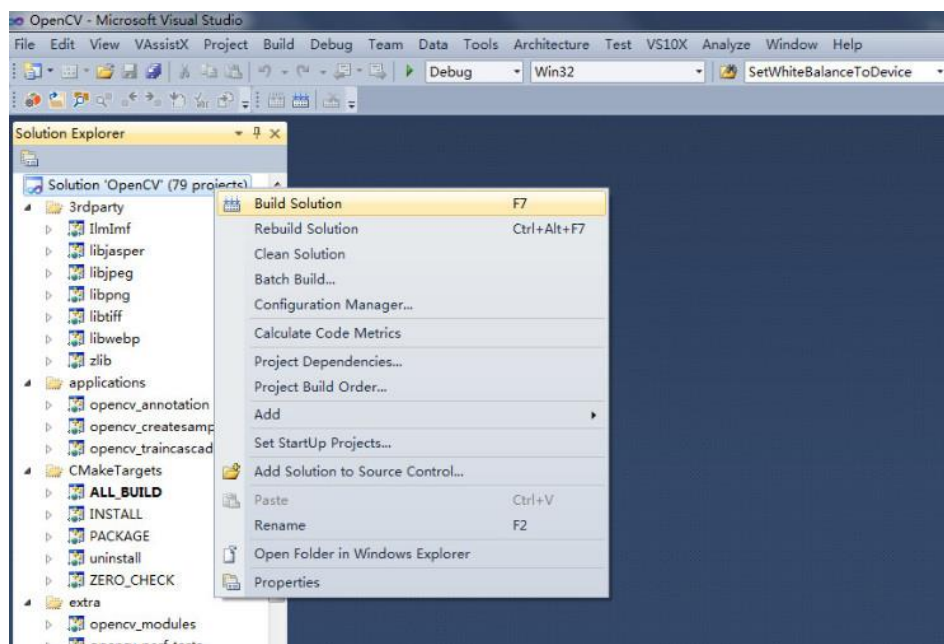 OpenCV - Microsoft Visual Studio
File Edit View VAssistX Project Build Debug Team Data Tools Architecture Test VS10X Analyze Window Help
Debug Win32 SetWhiteBalanceToDevice
Solution Explorer
Solution 'OpenCV' (79 projects)
3rdparty
IlmImf
libjasper
libjpeg
libpng
libtiff
libwebp
zlib
applications
opencv_annotation
opencv_createsamp
opencv_traincascad
CMakeTargets
ALL_BUILD
INSTALL
PACKAGE
uninstall
ZERO_CHECK
extra
opencv_modules
Build Solution F7
Rebuild Solution Ctrl+Alt+F7
Clean Solution
Batch Build...
Configuration Manager...
Calculate Code Metrics
Project Dependencies...
Project Build Order...
Add
Set StartUp Projects...
Add Solution to Source Control...
Paste Ctrl+V
Rename F2
Open Folder in Windows Explorer
Properties